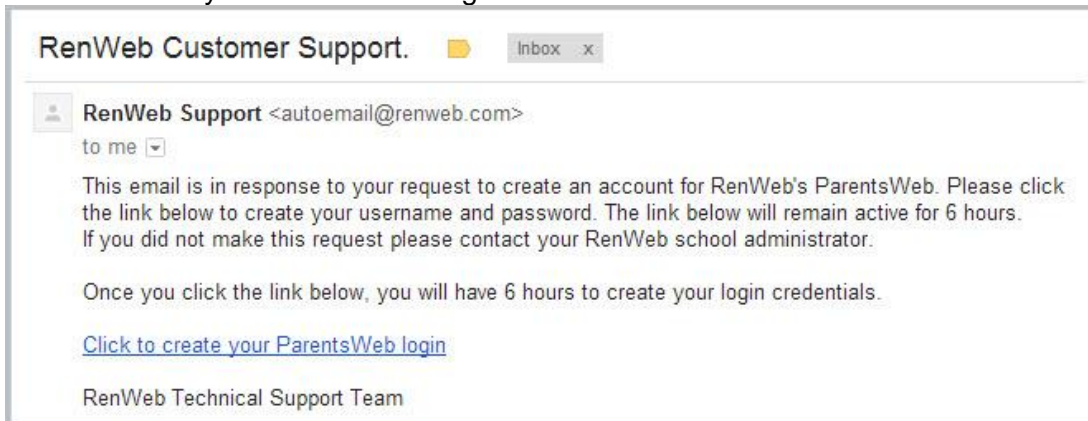 RenWeb Customer Support. Inbox x
RenWeb Support <autoemail@renweb.com>
to me
This email is in response to your request to create an account for RenWeb's ParentsWeb. Please click
the link below to create your username and password. The link below will remain active for 6 hours.
If you did not make this request please contact your RenWeb school administrator.
Once you click the link below, you will have 6 hours to create your login credentials.
Click to create your ParentsWeb login
RenWeb Technical Support Team